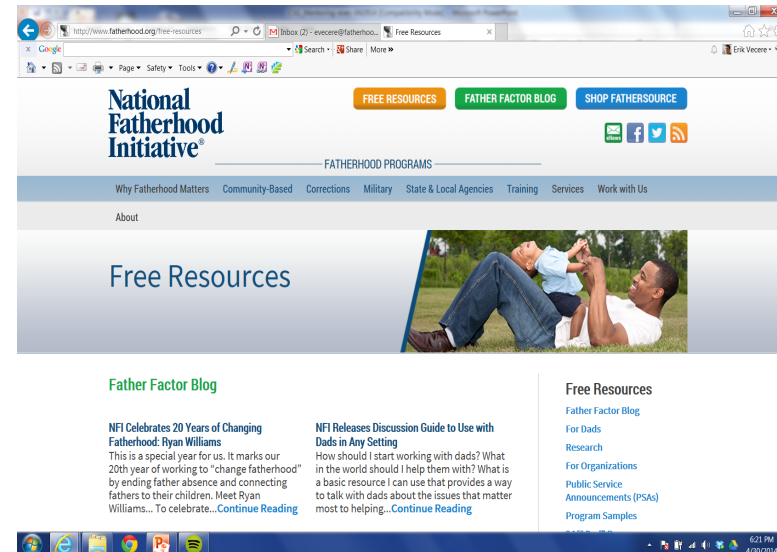 http://www.fatherhood.org/free-resources
Inbox (2) - evecere@fatherhoo...
Free Resources
x Google
Search
Share
More »
Erik Vecere
Page
Safety
Tools
National
Fatherhood
Initiative®
FREE RESOURCES
FATHER FACTOR BLOG
SHOP FATHERSOURCE
eNews
FATHERHOOD PROGRAMS
Why Fatherhood Matters Community-Based Corrections Military State & Local Agencies Training Services Work with Us
About
Free Resources
Father Factor Blog
NFI Celebrates 20 Years of Changing
Fatherhood: Ryan Williams
This is a special year for us. It marks our
20th year of working to “change fatherhood”
by ending father absence and connecting
fathers to their children. Meet Ryan
Williams... To celebrate...Continue Reading
NFI Releases Discussion Guide to Use with
Dads in Any Setting
How should I start working with dads? What
in the world should I help them with? What is
a basic resource I can use that provides a way
to talk with dads about the issues that matter
most to helping...Continue Reading
Free Resources
Father Factor Blog
For Dads
Research
For Organizations
Public Service
Announcements (PSAs)
Program Samples
6:21 PM
4/30/2014